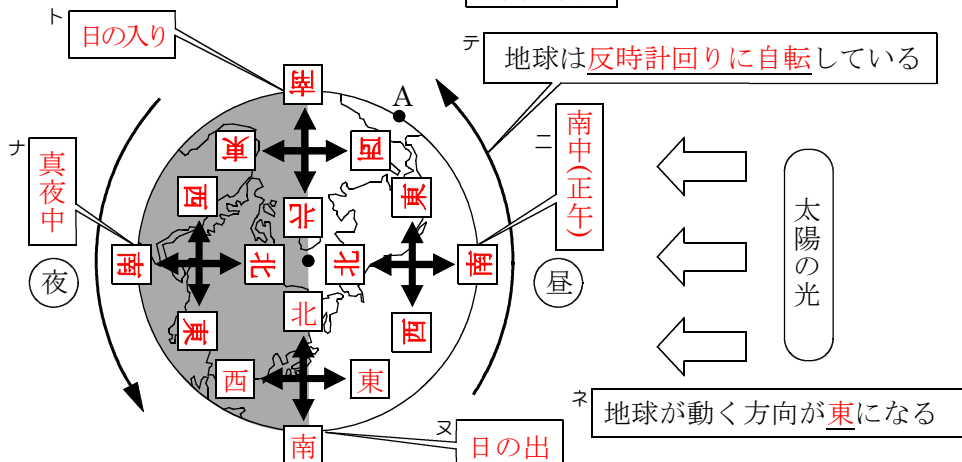 ト
日の入り
テ
地球は反時計回りに自転している
南
A
ナ
真夜中
東
西
ニ
南中(正午)
西
東
北
南
北
北
南
夜
昼
太陽の光
北
東
西
西
東
ネ
地球が動く方向が東になる
南
ヌ
日の出